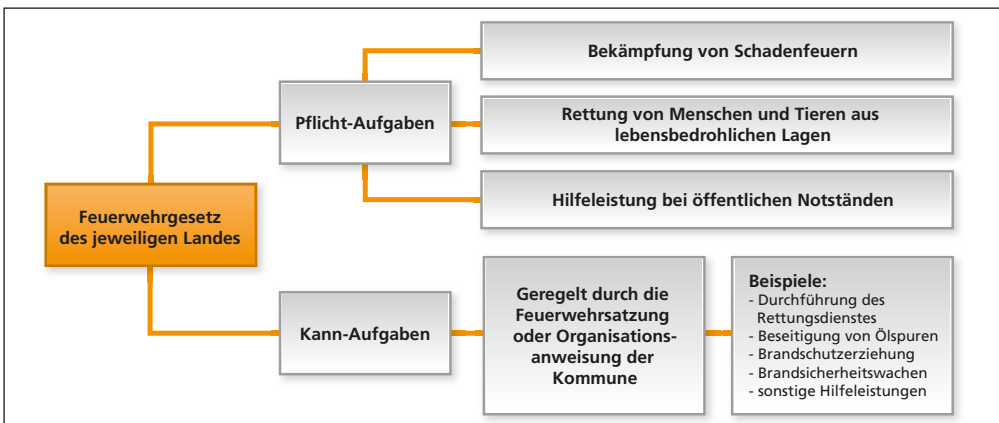 Bekämpfung von Schadenfeuern
Pflicht-Aufgaben
Rettung von Menschen und Tieren aus
lebensbedrohlichen Lagen
Hilfeleistung bei öffentlichen Notständen
Feuerwehrgesetz
des jeweiligen Landes
Kann-Aufgaben
Geregelt durch die
Feuerwehrsatzung
oder Organisations-
anweisung der
Kommune
Beispiele:
- Durchführung des
Rettungsdienstes
- Beseitigung von Ölspuren
- Brandschutzerziehung
- Brandsicherheitswachen
- sonstige Hilfeleistungen